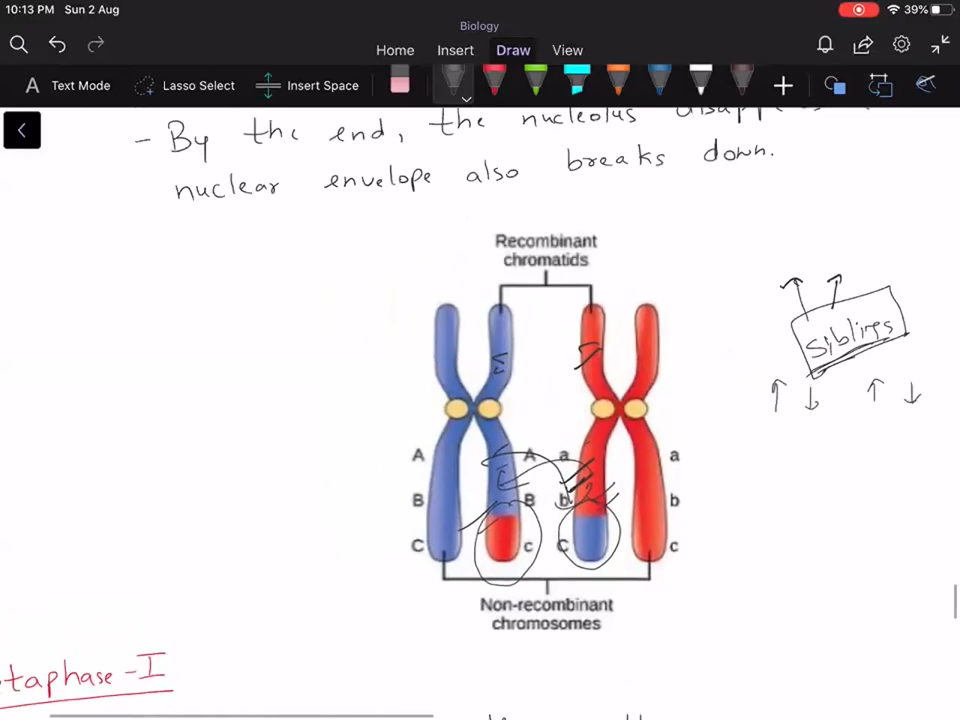 10:13 PM Sun 2 Aug 39%
Biology
Home Insert Draw View
A Text Mode Lasso Select Insert Space
- By the end, the nucleolus
nuclear envelope also breaks down.
Recombinant
chromatids
Siblings
A A a a
B B b b
C c C c
Non-recombinant
chromosomes
taphase - I